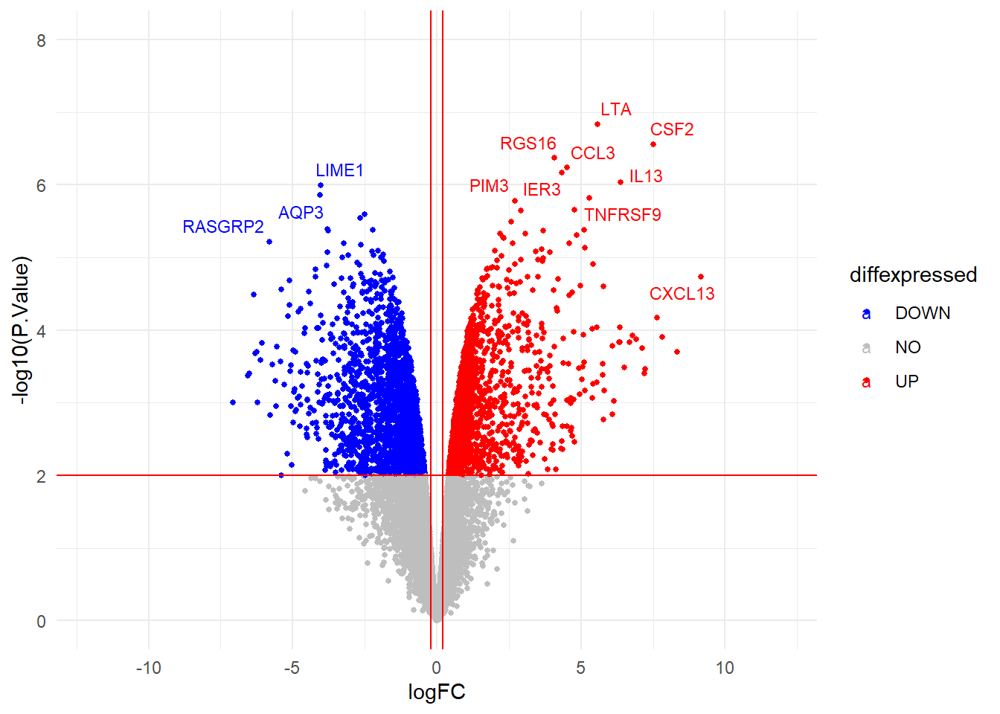 8
LTA
CSF2
RGS16
CCL3
LIME1
IL13
6
PIM3
IER3
AQP3
TNFRSF9
RASGRP2
-log10(P.Value)
diffexpressed
CXCL13
a DOWN
4
a NO
a UP
2
0
-10
-5
0
5
10
logFC